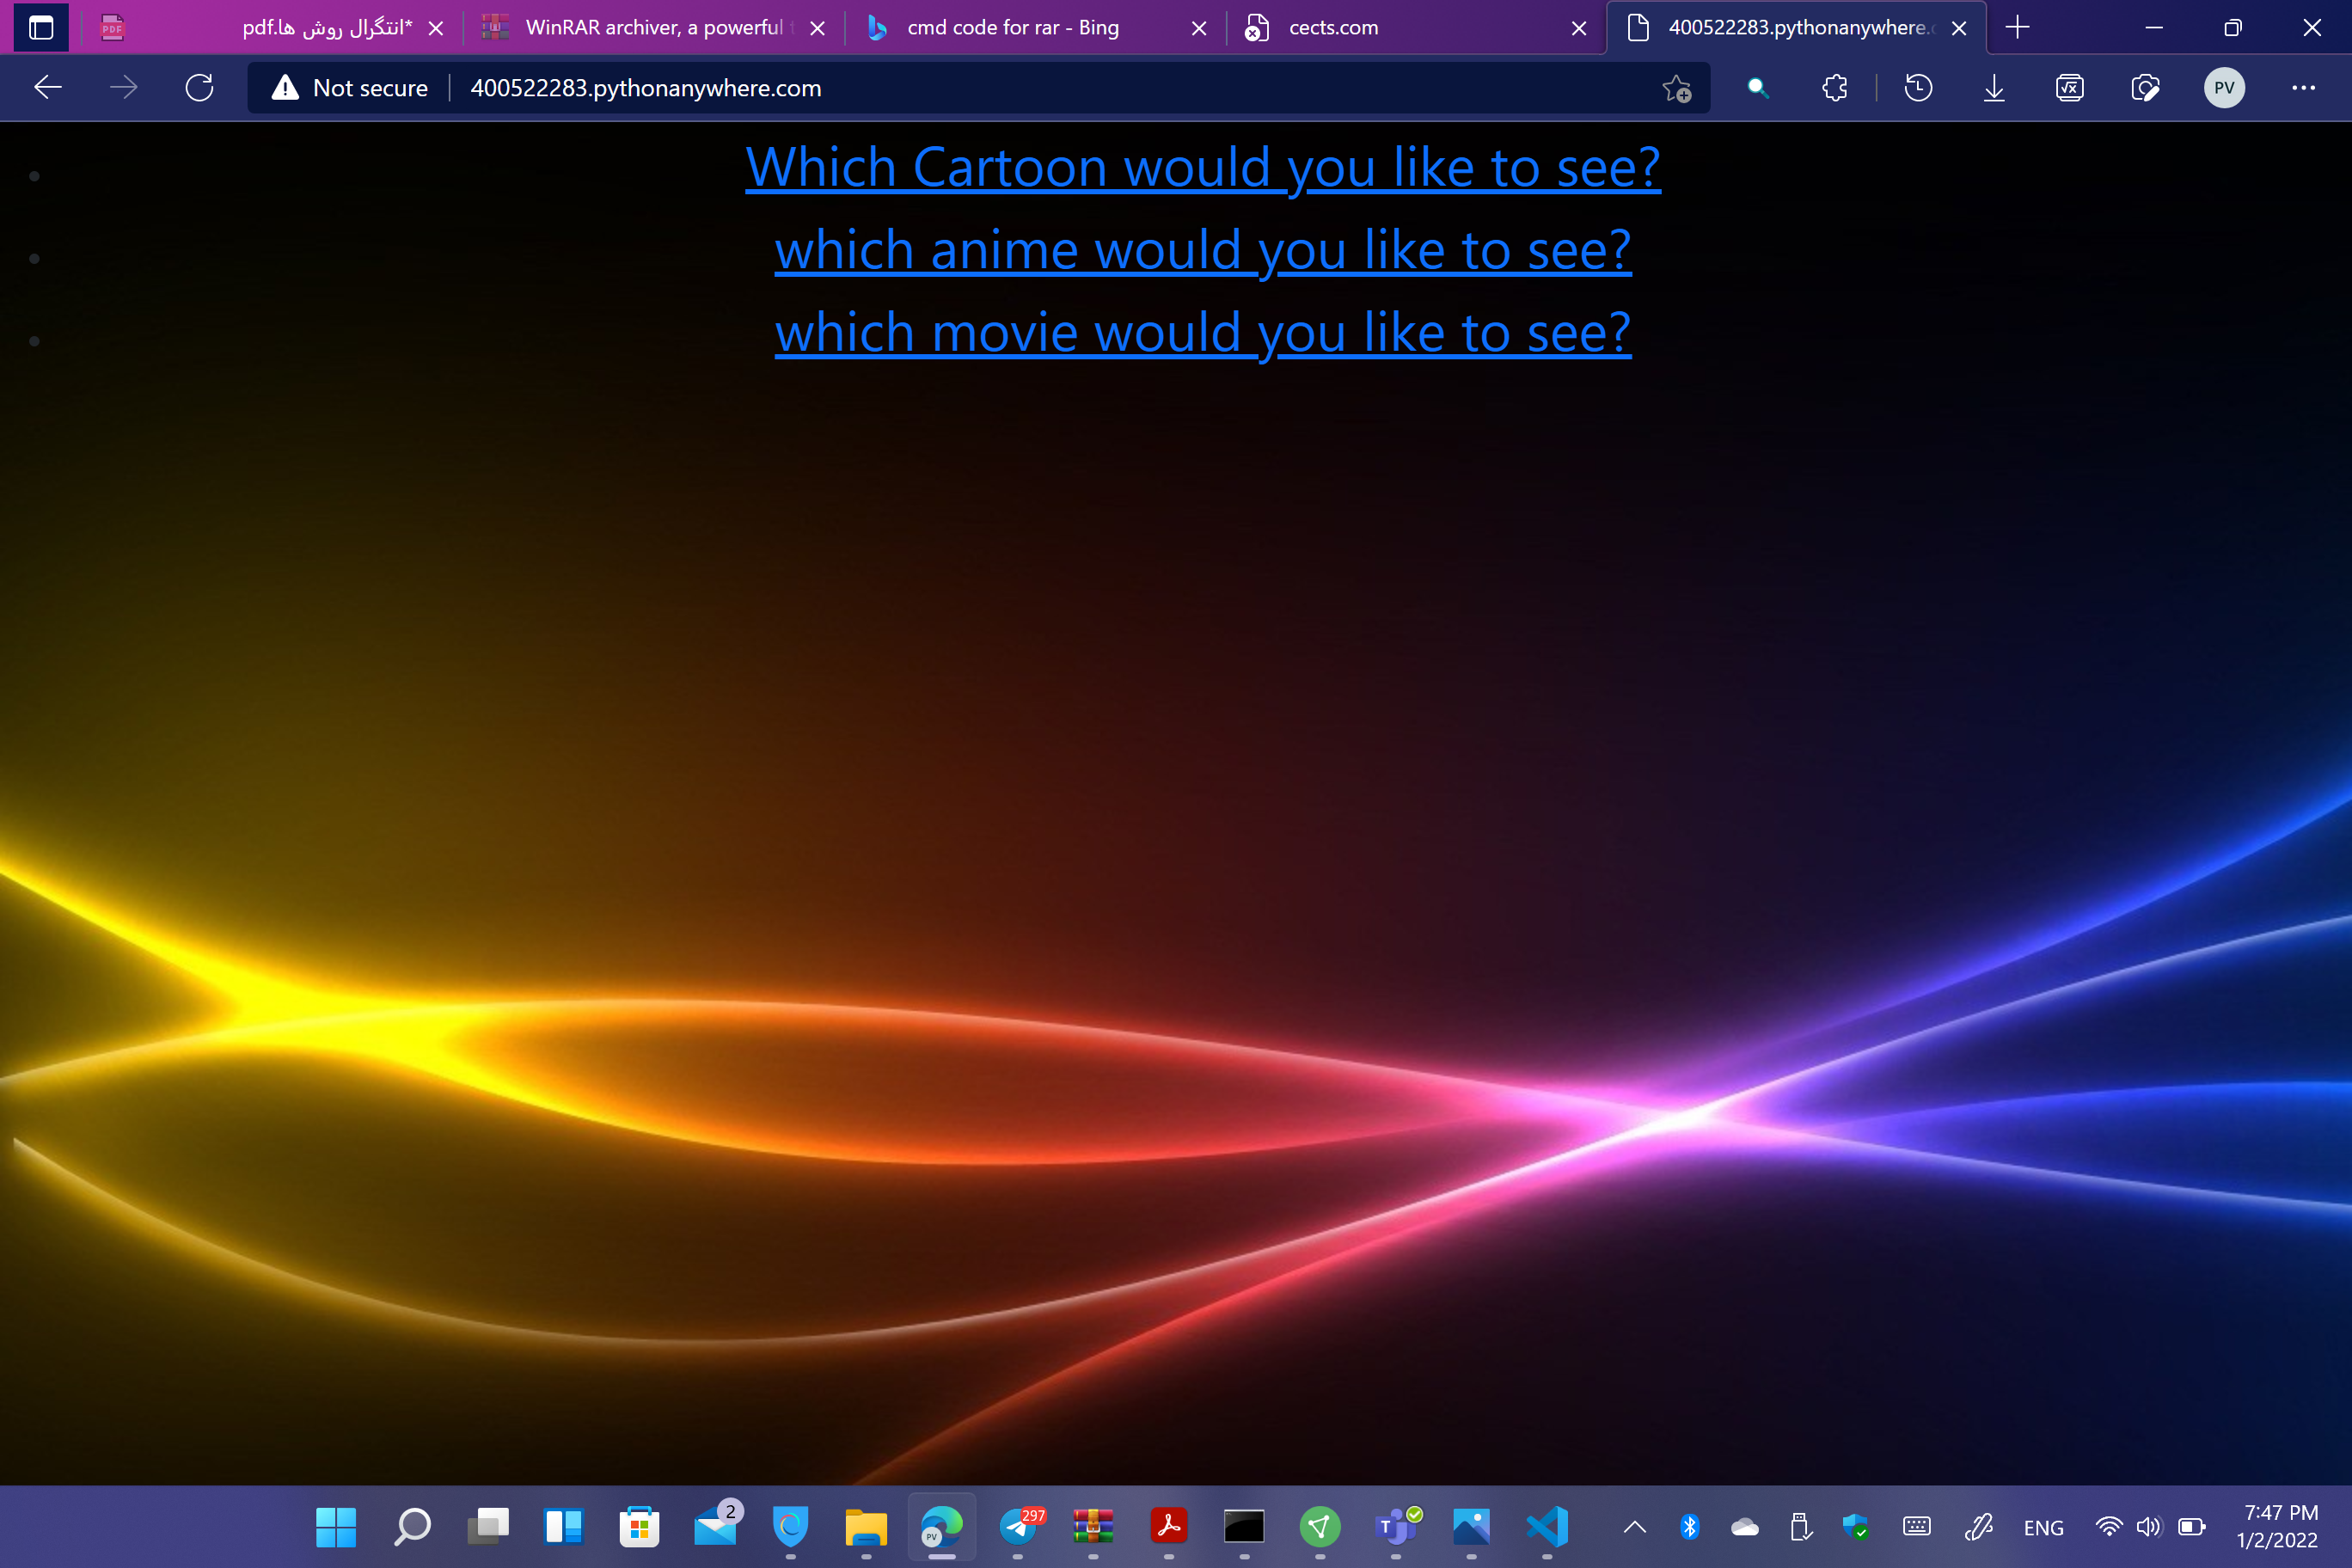 *انتگرال روش ها.pdf
WinRAR archiver, a powerful
cmd code for rar - Bing
cects.com
400522283.pythonanywhere.
Not secure
400522283.pythonanywhere.com
PV
Which Cartoon would you like to see?
which anime would you like to see?
which movie would you like to see?
2
PV
297
ENG
7:47 PM
1/2/2022